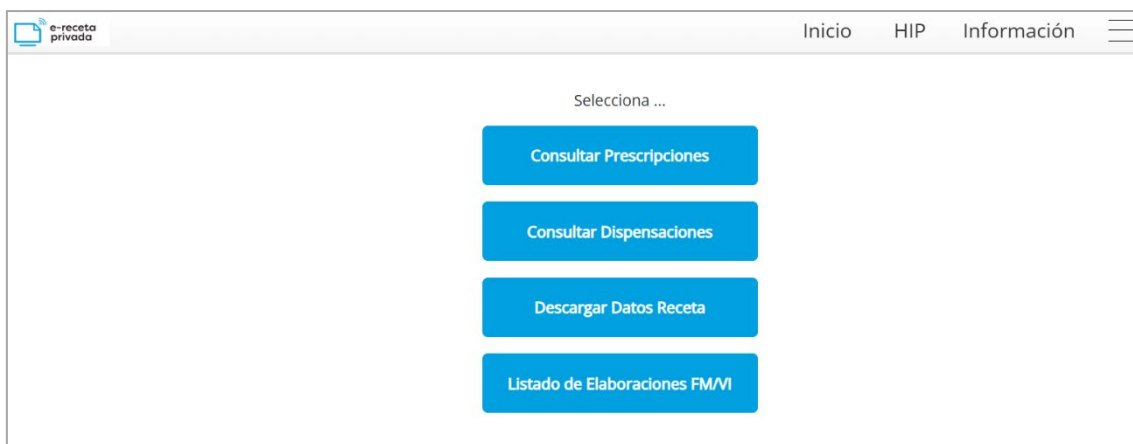 e-receta
privada
Inicio HIP Información
Selecciona ...
Consultar Prescripciones
Consultar Dispensaciones
Descargar Datos Receta
Listado de Elaboraciones FM/VI